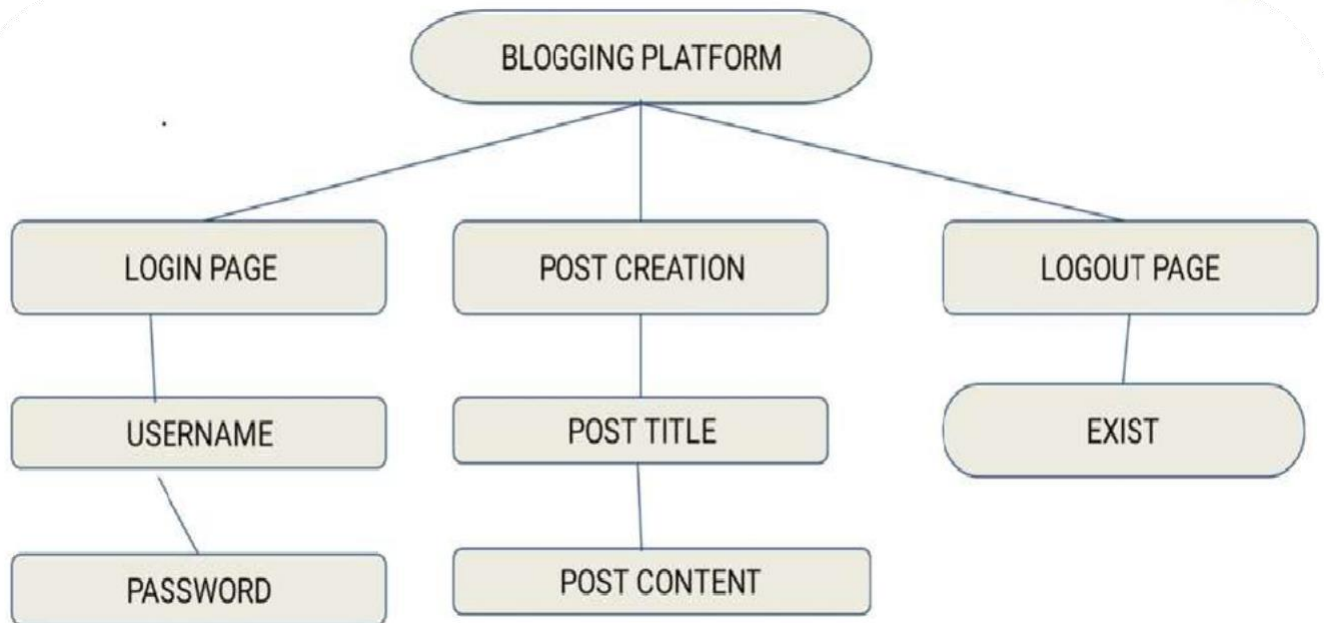 BLOGGING PLATFORM
LOGIN PAGE
POST CREATION
LOGOUT PAGE
USERNAME
POST TITLE
EXIST
PASSWORD
POST CONTENT